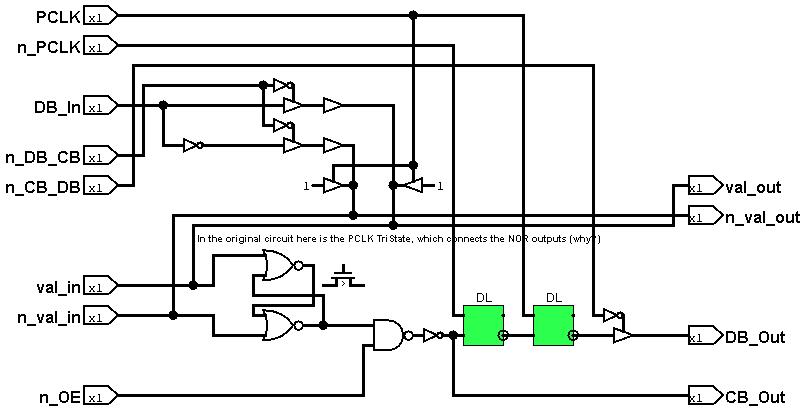 PCLK x1
n_PCLK x1
DB_In x1
n_DB_CB x1
n_CB_DB x1
1 1
x1 val_out
x1 n_val_out
In the original circuit here is the PCLK TriState, which connects the NOR outputs (why?)
val_in x1
n_val_in x1
DL DL
x1 DB_Out
n_OE x1
x1 CB_Out